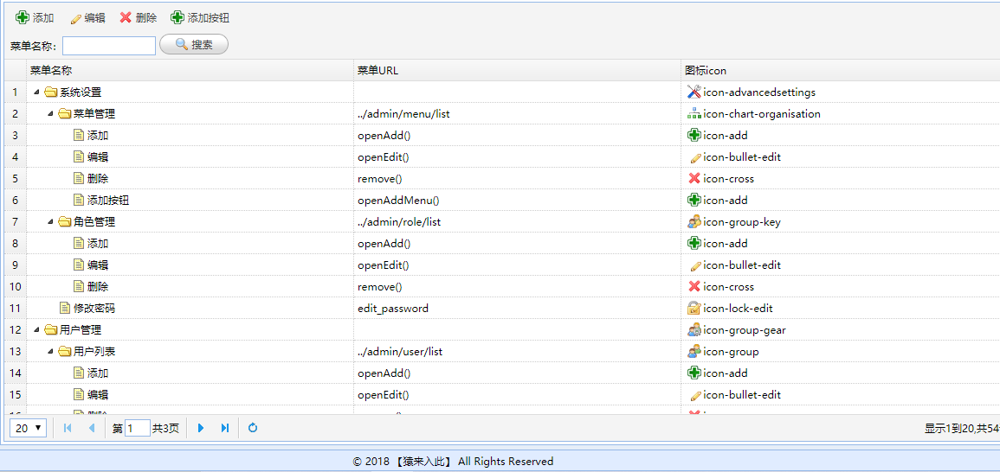 添加 编辑 删除 添加按钮
菜单名称： 搜索
菜单名称 菜单URL 图标icon
1 系统设置 icon-advancedsettings
2 菜单管理 ../admin/menu/list icon-chart-organisation
3 添加 openAdd() icon-add
4 编辑 openEdit() icon-bullet-edit
5 删除 remove() icon-cross
6 添加按钮 openAddMenu() icon-add
7 角色管理 ../admin/role/list icon-group-key
8 添加 openAdd() icon-add
9 编辑 openEdit() icon-bullet-edit
10 删除 remove() icon-cross
11 修改密码 edit_password icon-lock-edit
12 用户管理 icon-group-gear
13 用户列表 ../admin/user/list icon-group
14 添加 openAdd() icon-add
15 编辑 openEdit() icon-bullet-edit
20 第 1 共3页 显示1到20,共54
© 2018 【猿来入此】 All Rights Reserved